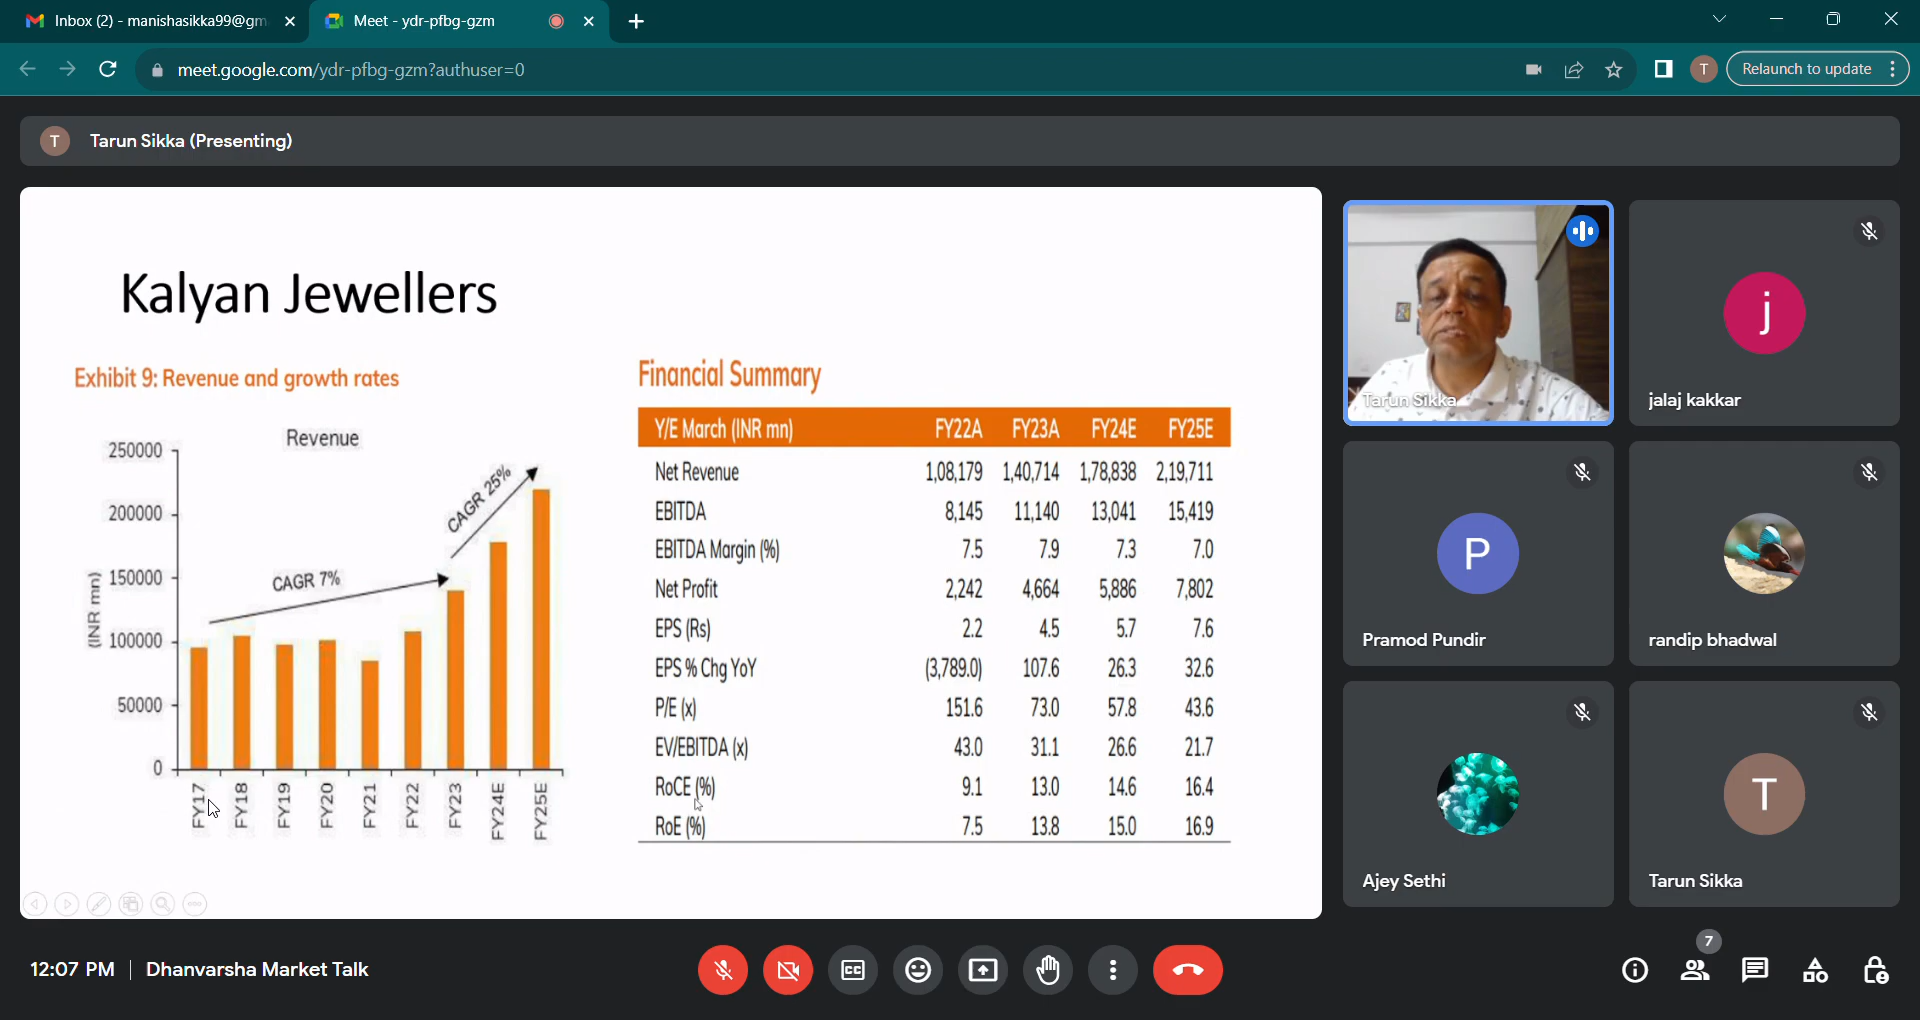 Inbox (2) - manishasikka99@gm
Meet - ydr-pfbg-gzm
meet.google.com/ydr-pfbg-gzm?authuser=0
T
Relaunch to update
T
Tarun Sikka (Presenting)
Kalyan Jewellers
Exhibit 9: Revenue and growth rates
Revenue
(INR mn)
250000
200000
150000
100000
50000
0
CAGR 7%
CAGR 25%
FY17 FY18 FY19 FY20 FY21 FY22 FY23 FY24E FY25E
Financial Summary
Y/E March (INR mn) FY22A FY23A FY24E FY25E
Net Revenue 1,08,179 1,40,714 1,78,838 2,19,711
EBITDA 8,145 11,140 13,041 15,419
EBITDA Margin (%) 7.5 7.9 7.3 7.0
Net Profit 2,242 4,664 5,886 7,802
EPS (Rs) 2.2 4.5 5.7 7.6
EPS % Chg YoY (3,789.0) 107.6 26.3 32.6
P/E (x) 151.6 73.0 57.8 43.6
EV/EBITDA (x) 43.0 31.1 26.6 21.7
RoCE (%) 9.1 13.0 14.6 16.4
RoE (%) 7.5 13.8 15.0 16.9
Tarun Sikka
j
jalaj kakkar
P
Pramod Pundir
randip bhadwal
Ajey Sethi
T
Tarun Sikka
12:07 PM | Dhanvarsha Market Talk
CC
7